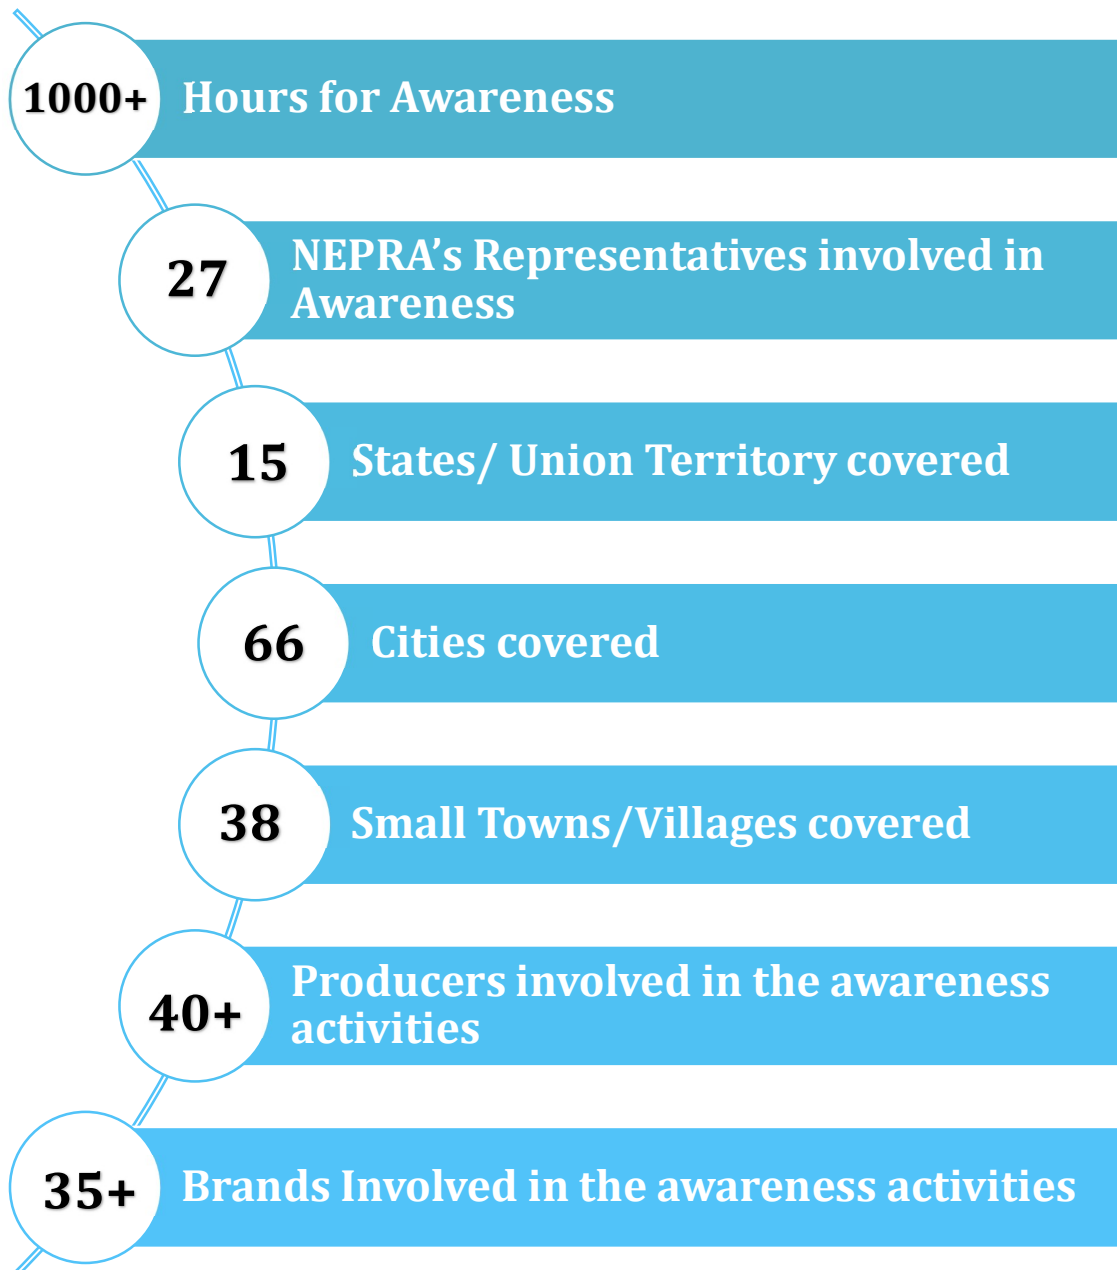 1000+
Hours for Awareness
27
NEPRA’s Representatives involved in
Awareness
15
States/ Union Territory covered
66
Cities covered
38
Small Towns/Villages covered
40+
Producers involved in the awareness
activities
35+
Brands Involved in the awareness activities